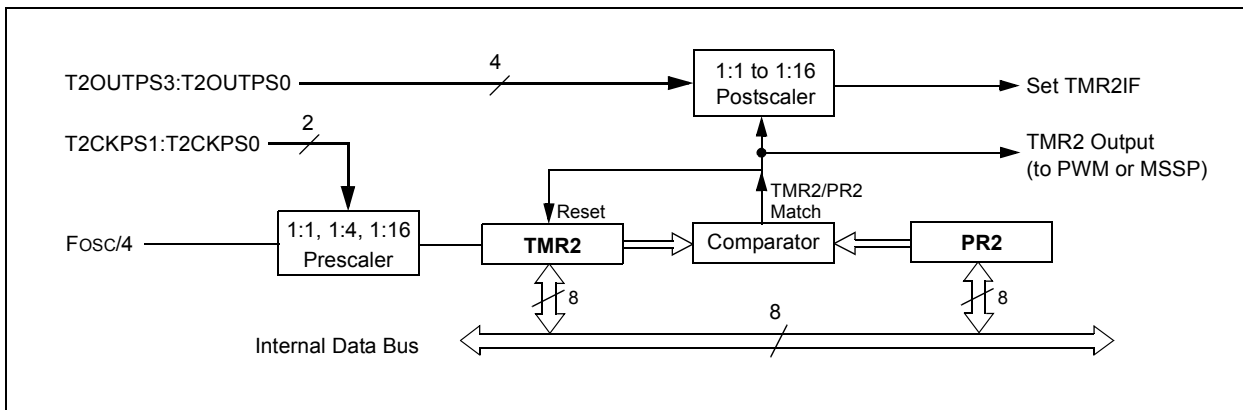 T2OUTPS3:T2OUTPS0
4
1:1 to 1:16
Postscaler
Set TMR2IF
T2CKPS1:T2CKPS0
2
TMR2 Output
(to PWM or MSSP)
Reset
TMR2/PR2
Match
FOSC/4
1:1, 1:4, 1:16
Prescaler
TMR2
Comparator
PR2
8
8
8
Internal Data Bus